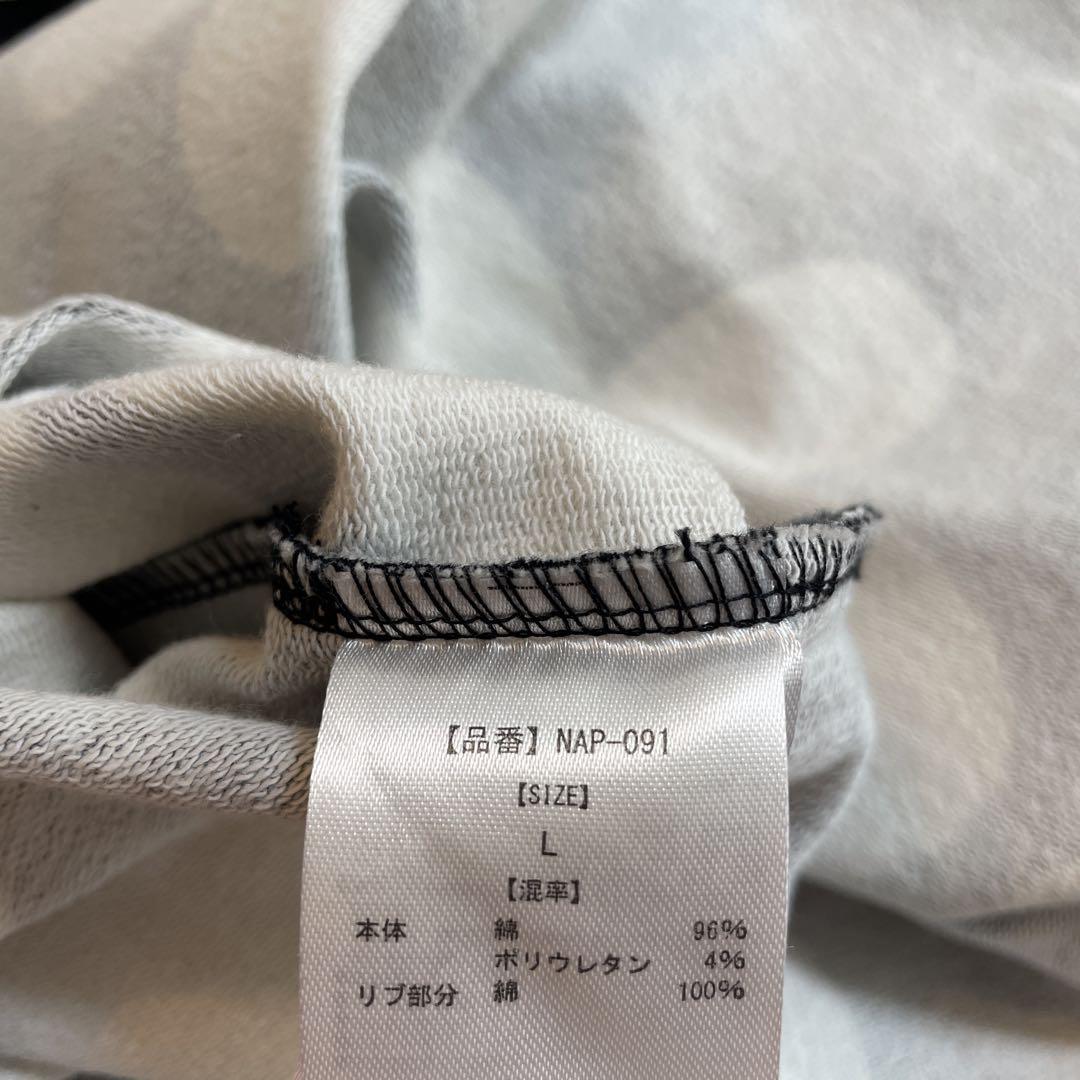 【品番】NAP-091
【SIZE】
L
【混率】
本体 綿 96%
ポリウレタン 4%
リブ部分 綿 100%